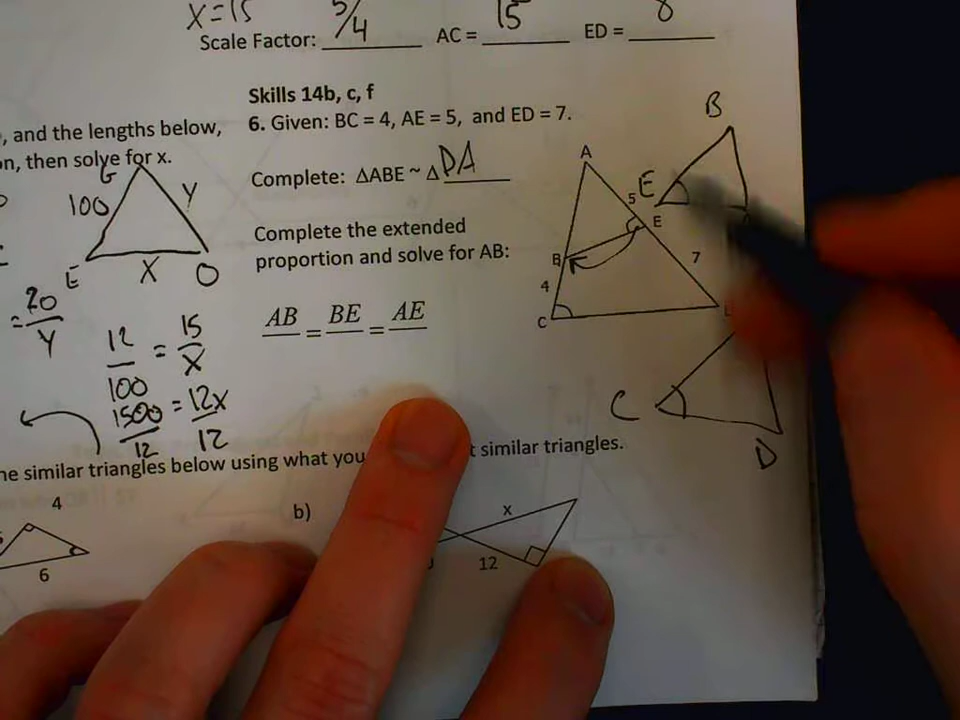 x=15
Scale Factor: 5/4 AC = 15 ED = 8
Skills 14b, c, f
, and the lengths below,
n, then solve for x.
6. Given: BC = 4, AE = 5, and ED = 7.
Complete: ΔABE ~ Δ DA
Complete the extended
proportion and solve for AB:
AB/ = BE/ = AE/
G
100 Y
E X O
= 20/Y
12/100 = 15/X
1500/12 = 12x/12
A
5
E
B
7
4
C
B
E
C
D
he similar triangles below using what you t similar triangles.
4
6
b)
x
12